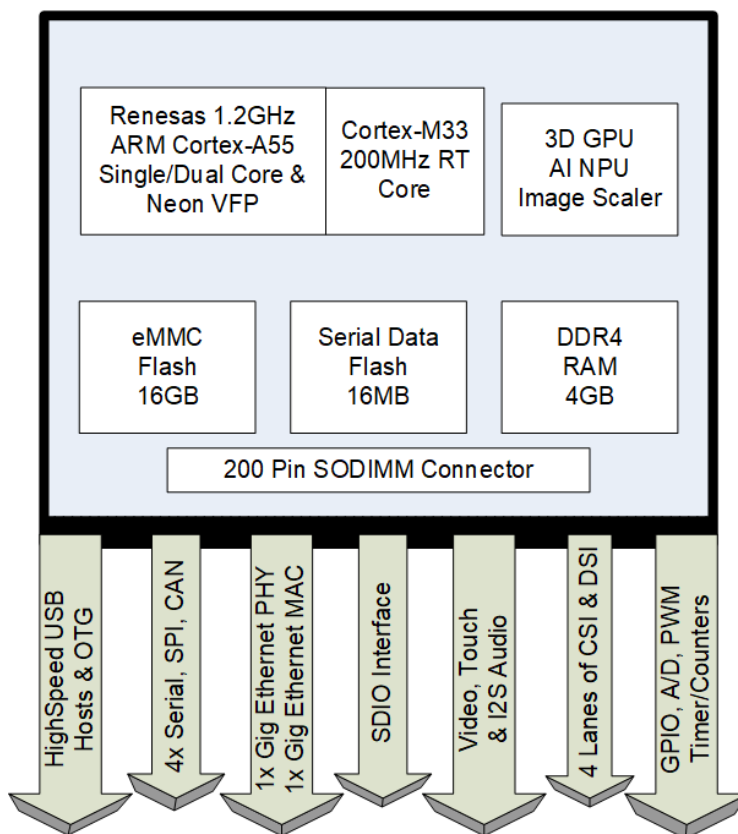 Renesas 1.2GHz
ARM Cortex-A55
Single/Dual Core &
Neon VFP
Cortex-M33
200MHz RT
Core
3D GPU
AI NPU
Image Scaler
eMMC
Flash
16GB
Serial Data
Flash
16MB
DDR4
RAM
4GB
200 Pin SODIMM Connector
HighSpeed USB
Hosts & OTG
4x Serial, SPI, CAN
1x Gig Ethernet PHY
1x Gig Ethernet MAC
SDIO Interface
Video, Touch
& I2S Audio
4 Lanes of CSI & DSI
GPIO, A/D, PWM
Timer/Counters